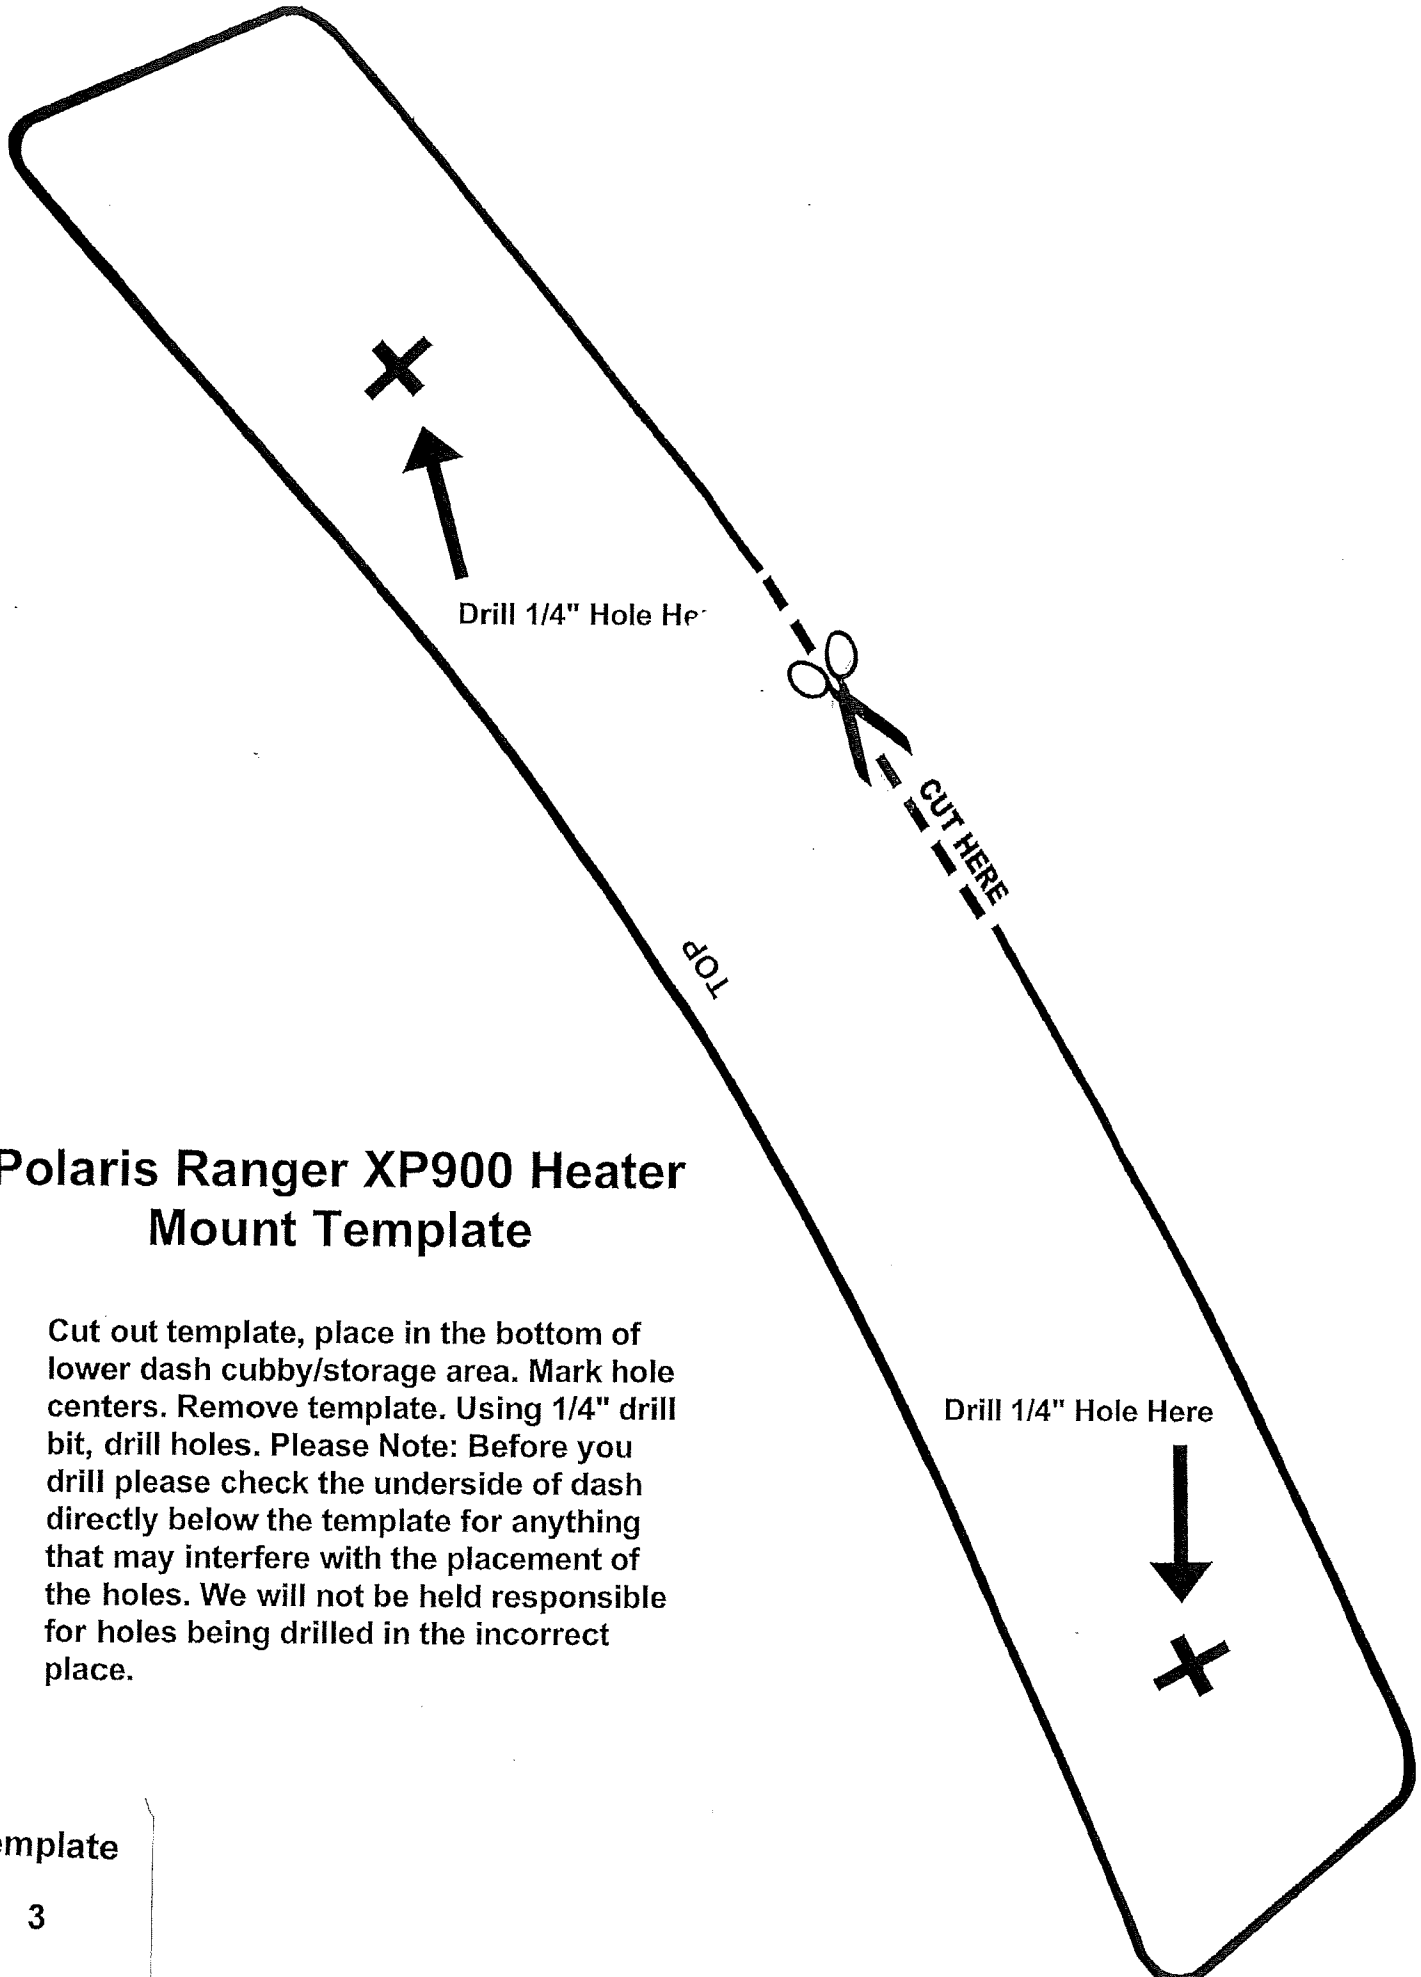 Drill 1/4" Hole
CUT HERE
TOP
Polaris Ranger XP900 Heater
Mount Template
Cut out template, place in the bottom of
lower dash cubby/storage area. Mark hole
centers. Remove template. Using 1/4" drill
bit, drill holes. Please Note: Before you
drill please check the underside of dash
directly below the template for anything
that may interfere with the placement of
the holes. We will not be held responsible
for holes being drilled in the incorrect
place.
Drill 1/4" Hole Here
emplate
3